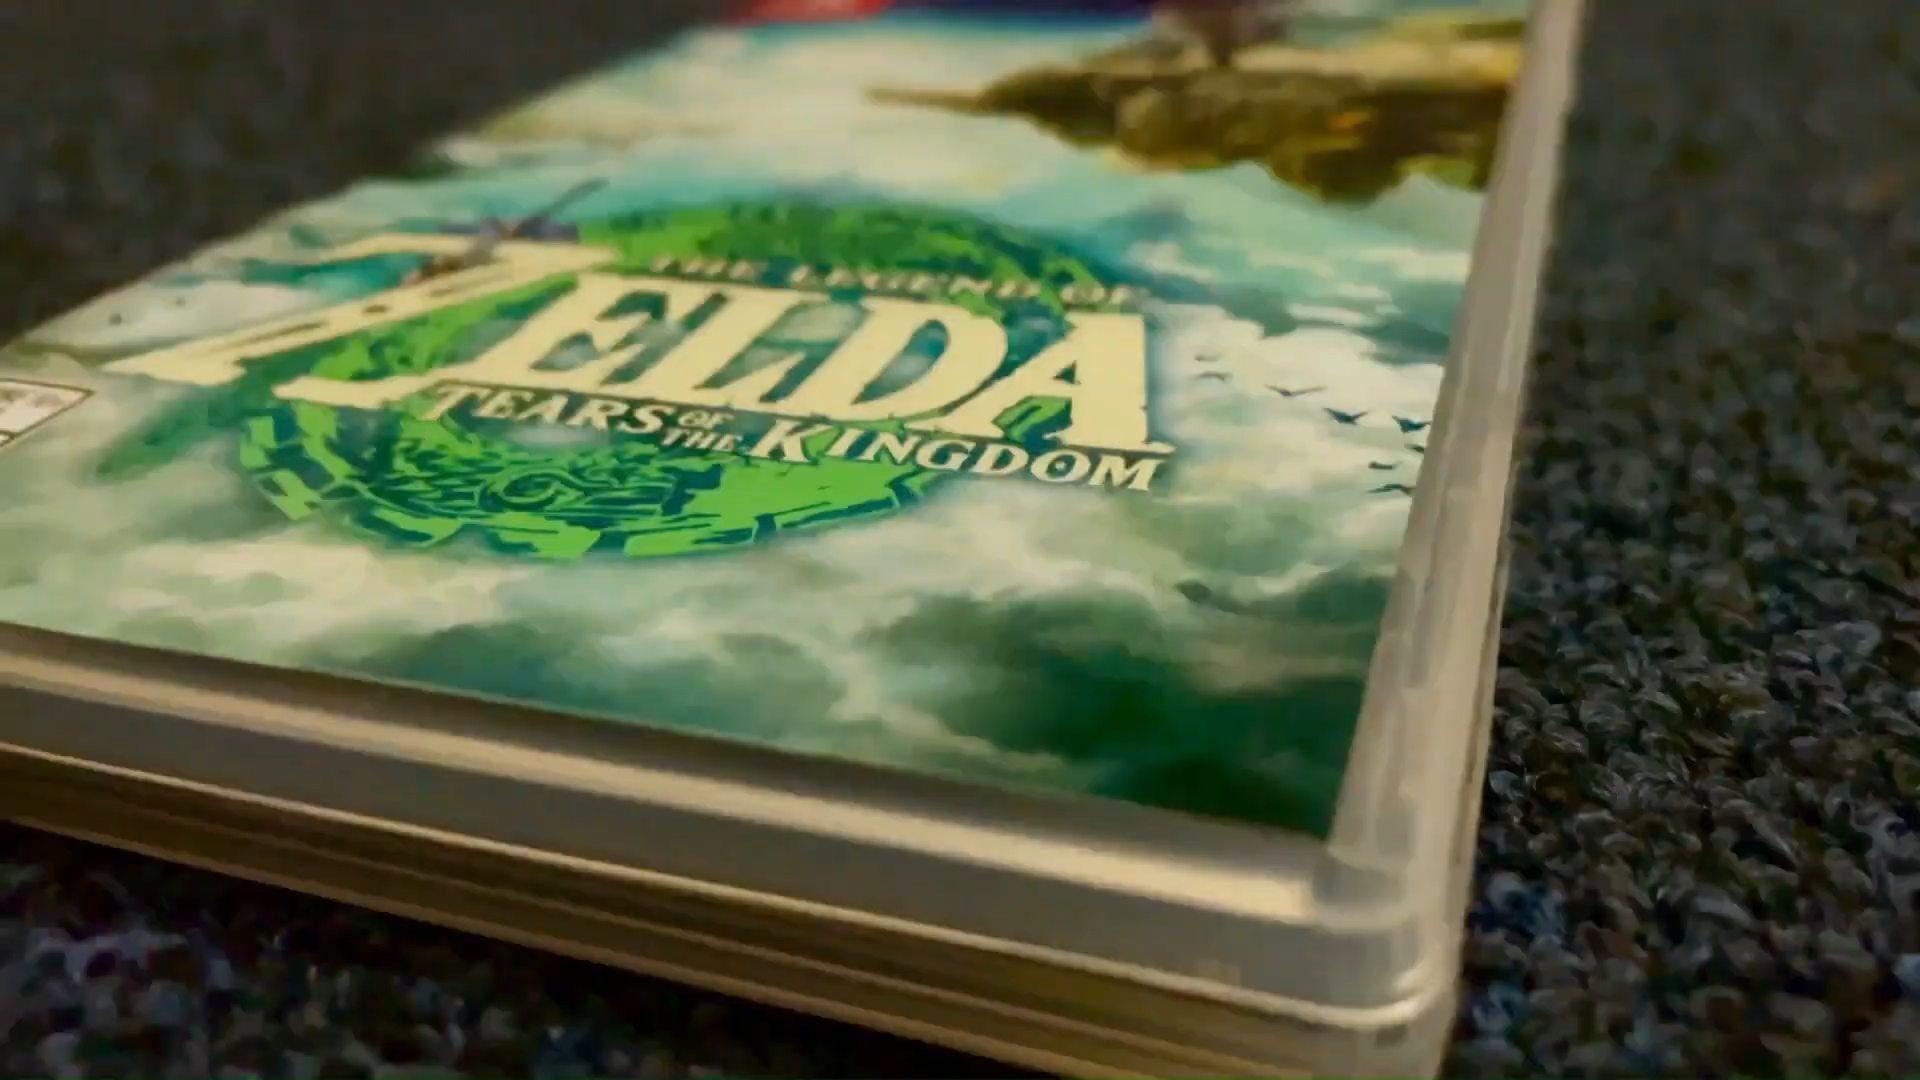 THE LEGEND OF
ZELDA
TEARS OF THE KINGDOM